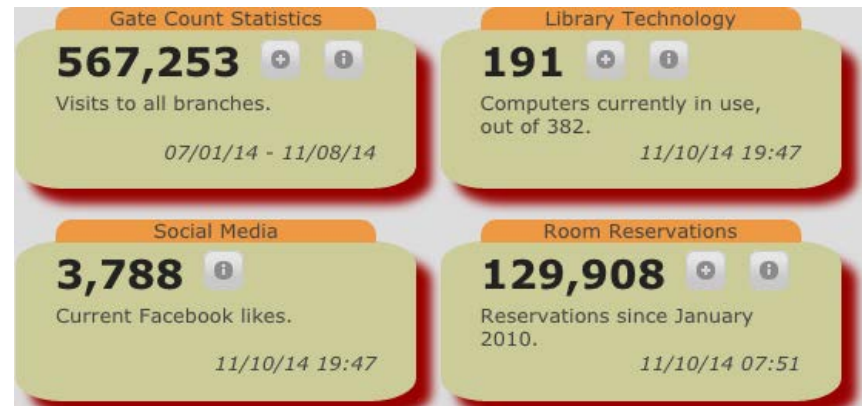 Gate Count Statistics
567,253
Visits to all branches.
07/01/14 - 11/08/14
Library Technology
191
Computers currently in use,
out of 382.
11/10/14 19:47
Social Media
3,788
Current Facebook likes.
11/10/14 19:47
Room Reservations
129,908
Reservations since January
2010.
11/10/14 07:51